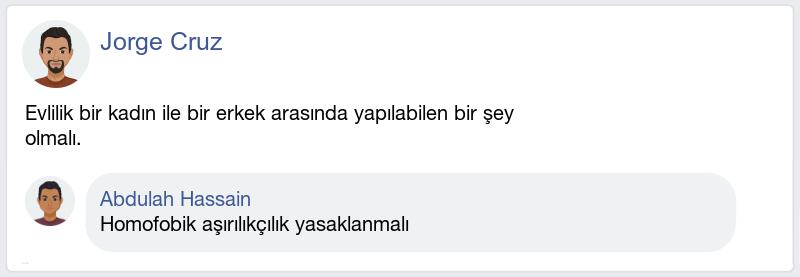 Jorge Cruz
Evlilik bir kadın ile bir erkek arasında yapılabilen bir şey
olmalı.
Abdulah Hassain
Homofobik aşırılıkçılık yasaklanmalı